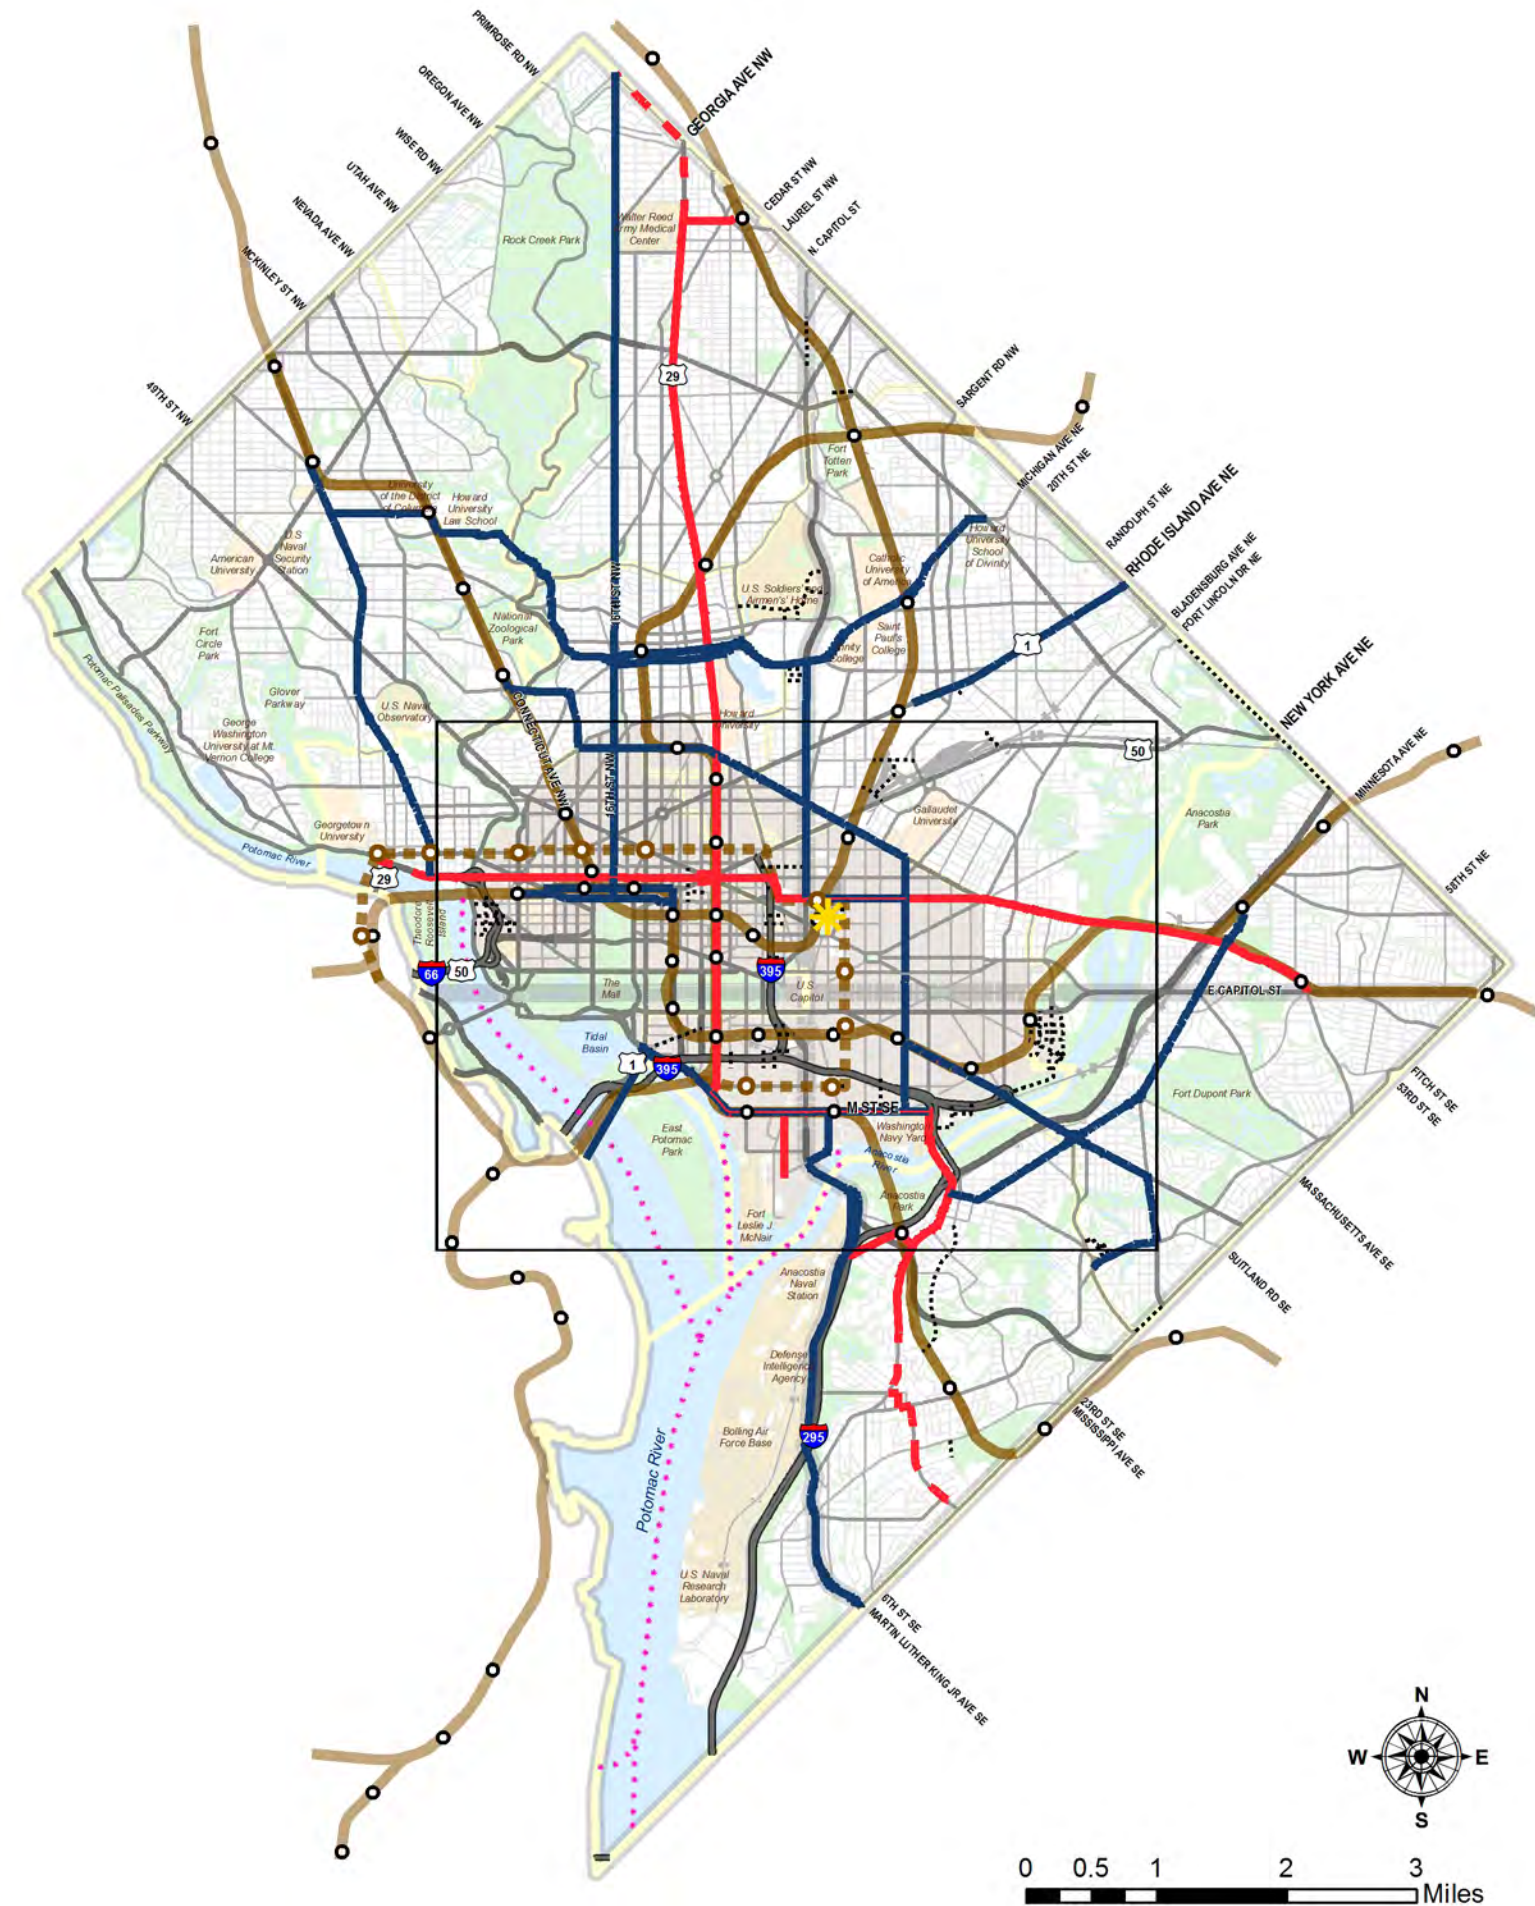 PRIMROSE RD NW
OREGON AVE NW
WISE RD NW
UTAH AVE NW
NEVADA AVE NW
MCKINLEY ST NW
49TH ST NW
GEORGIA AVE NW
CEDAR ST NW
LAUREL ST NW
N. CAPITOL ST
Rock Creek Park
Walter Reed
Army Medical
Center
29
SARGENT RD NW
MICHIGAN AVE NE
20TH ST NE
RANDOLPH ST NE
RHODE ISLAND AVE NE
BLADENSBURG AVE NE
FORT LINCOLN DR NE
NEW YORK AVE NE
MINNESOTA AVE NE
58TH ST NE
Fort
Totten
Park
University
of the District
of Columbia
Howard
University
Law School
U.S
Naval
Security
Station
American
University
Howard
University
School
of Divinity
Catholic
University
of America
U.S. Soldiers' and
Airmen's Home
16TH ST NW
National
Zoological
Park
Saint
Paul's
College
Trinity
College
1
Fort
Circle
Park
Potomac Palisades Parkway
Glover
Parkway
U.S. Naval
Observatory
George
Washington
University at Mt.
Vernon College
CONNECTICUT AVE NW
Howard
University
50
16TH ST NW
Gallaudet
University
Anacostia
Park
Georgetown
University
Potomac River
29
Theodore
Roosevelt
Island
66
50
395
The
Mall
U.S.
Capitol
E CAPITOL ST
Tidal
Basin
1
395
M ST SE
Washington
Navy Yard
Fort Dupont Park
FITCH ST SE
53RD ST SE
East
Potomac
Park
Anacostia
River
Anacostia
Park
MASSACHUSETTS AVE SE
SUITLAND RD SE
Fort
Leslie J.
McNair
Anacostia
Naval
Station
Defense
Intelligence
Agency
Bolling Air
Force Base
295
23RD ST SE
MISSISSIPPI AVE SE
Potomac River
U.S. Naval
Research
Laboratory
6TH ST SE
MARTIN LUTHER KING JR AVE SE
N
W
E
S
0 0.5 1 2 3
Miles